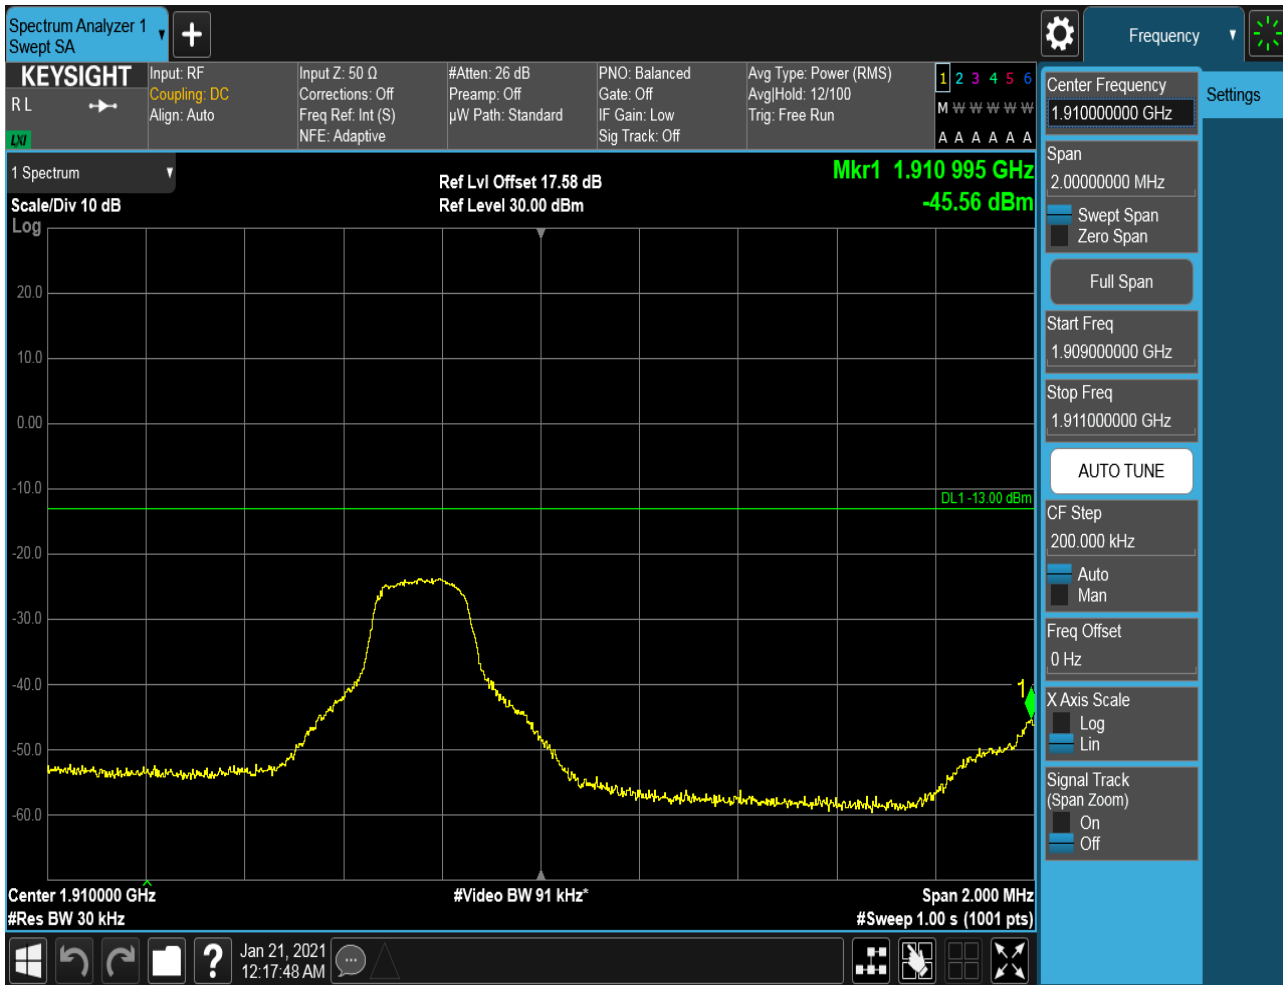 Spectrum Analyzer 1
Swept SA
Frequency
KEYSIGHT
R L
LXI
Input: RF
Coupling: DC
Align: Auto
Input Z: 50 Ω
Corrections: Off
Freq Ref: Int (S)
NFE: Adaptive
#Atten: 26 dB
Preamp: Off
µW Path: Standard
PNO: Balanced
Gate: Off
IF Gain: Low
Sig Track: Off
Avg Type: Power (RMS)
Avg|Hold: 12/100
Trig: Free Run
1 2 3 4 5 6
M W W W W W
A A A A A A
1 Spectrum
Scale/Div 10 dB
Log
Ref Lvl Offset 17.58 dB
Ref Level 30.00 dBm
Mkr1 1.910 995 GHz
-45.56 dBm
20.0
10.0
0.00
-10.0
DL1 -13.00 dBm
-20.0
-30.0
-40.0
1
-50.0
-60.0
Center 1.910000 GHz
#Res BW 30 kHz
#Video BW 91 kHz*
Span 2.000 MHz
#Sweep 1.00 s (1001 pts)
Jan 21, 2021
12:17:48 AM
Center Frequency
1.910000000 GHz
Settings
Span
2.00000000 MHz
Swept Span
Zero Span
Full Span
Start Freq
1.909000000 GHz
Stop Freq
1.911000000 GHz
AUTO TUNE
CF Step
200.000 kHz
Auto
Man
Freq Offset
0 Hz
X Axis Scale
Log
Lin
Signal Track
(Span Zoom)
On
Off